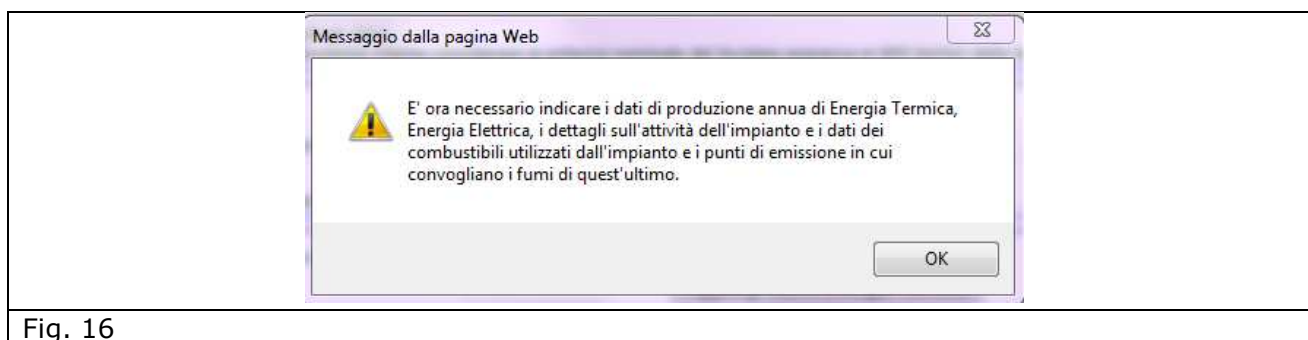 Messaggio dalla pagina Web
E' ora necessario indicare i dati di produzione annua di Energia Termica,
Energia Elettrica, i dettagli sull'attività dell'impianto e i dati dei
combustibili utilizzati dall'impianto e i punti di emissione in cui
convogliano i fumi di quest'ultimo.
OK
Fig. 16